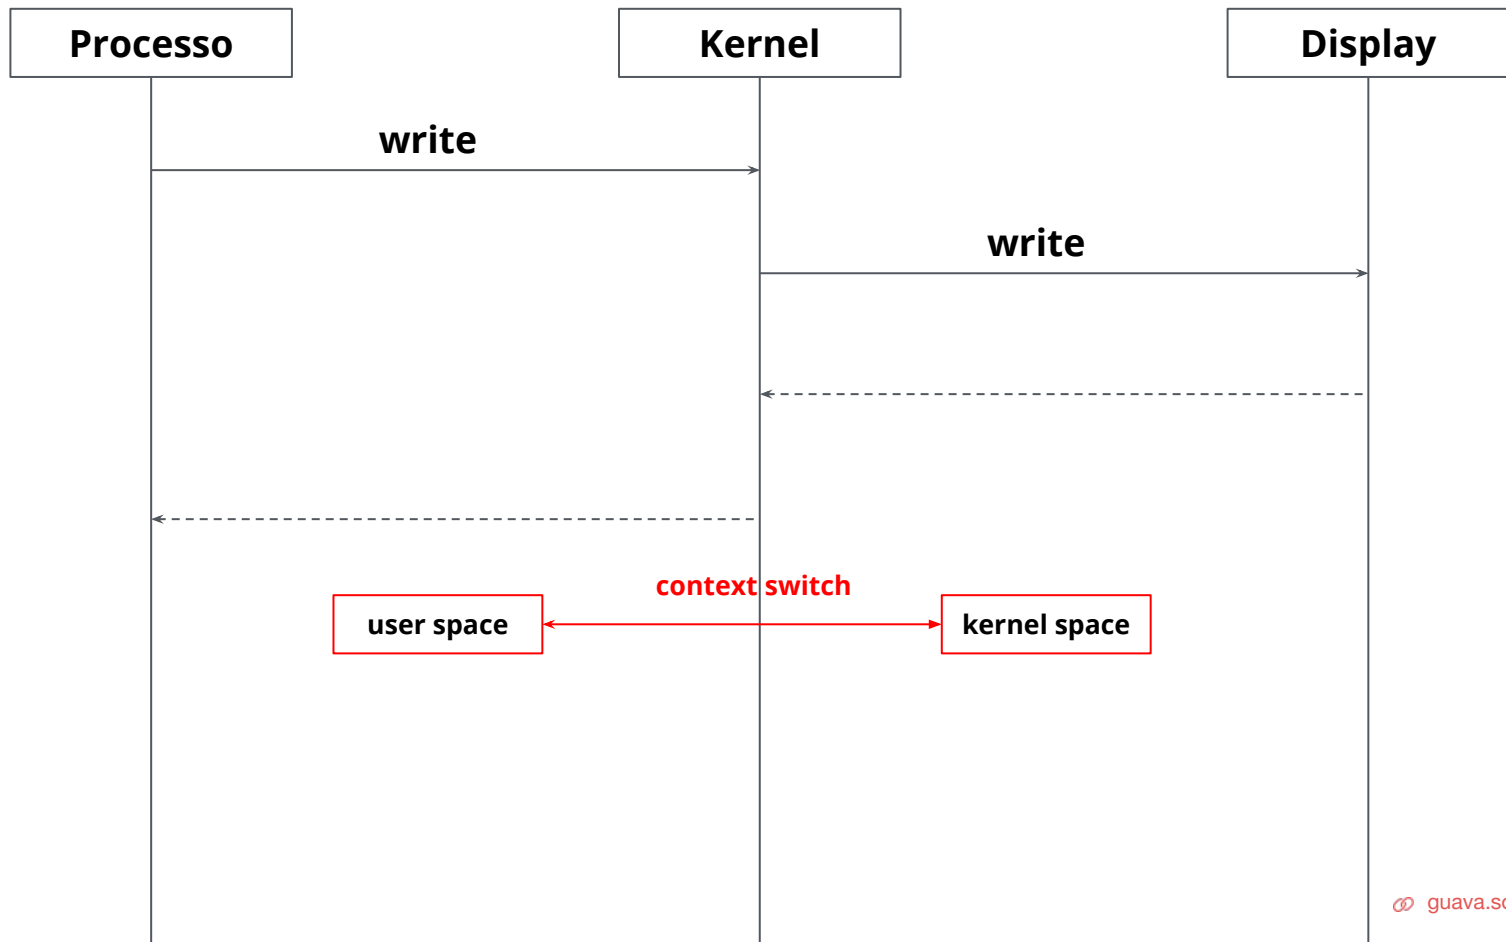 Processo
Kernel
Display
write
write
context switch
user space
kernel space